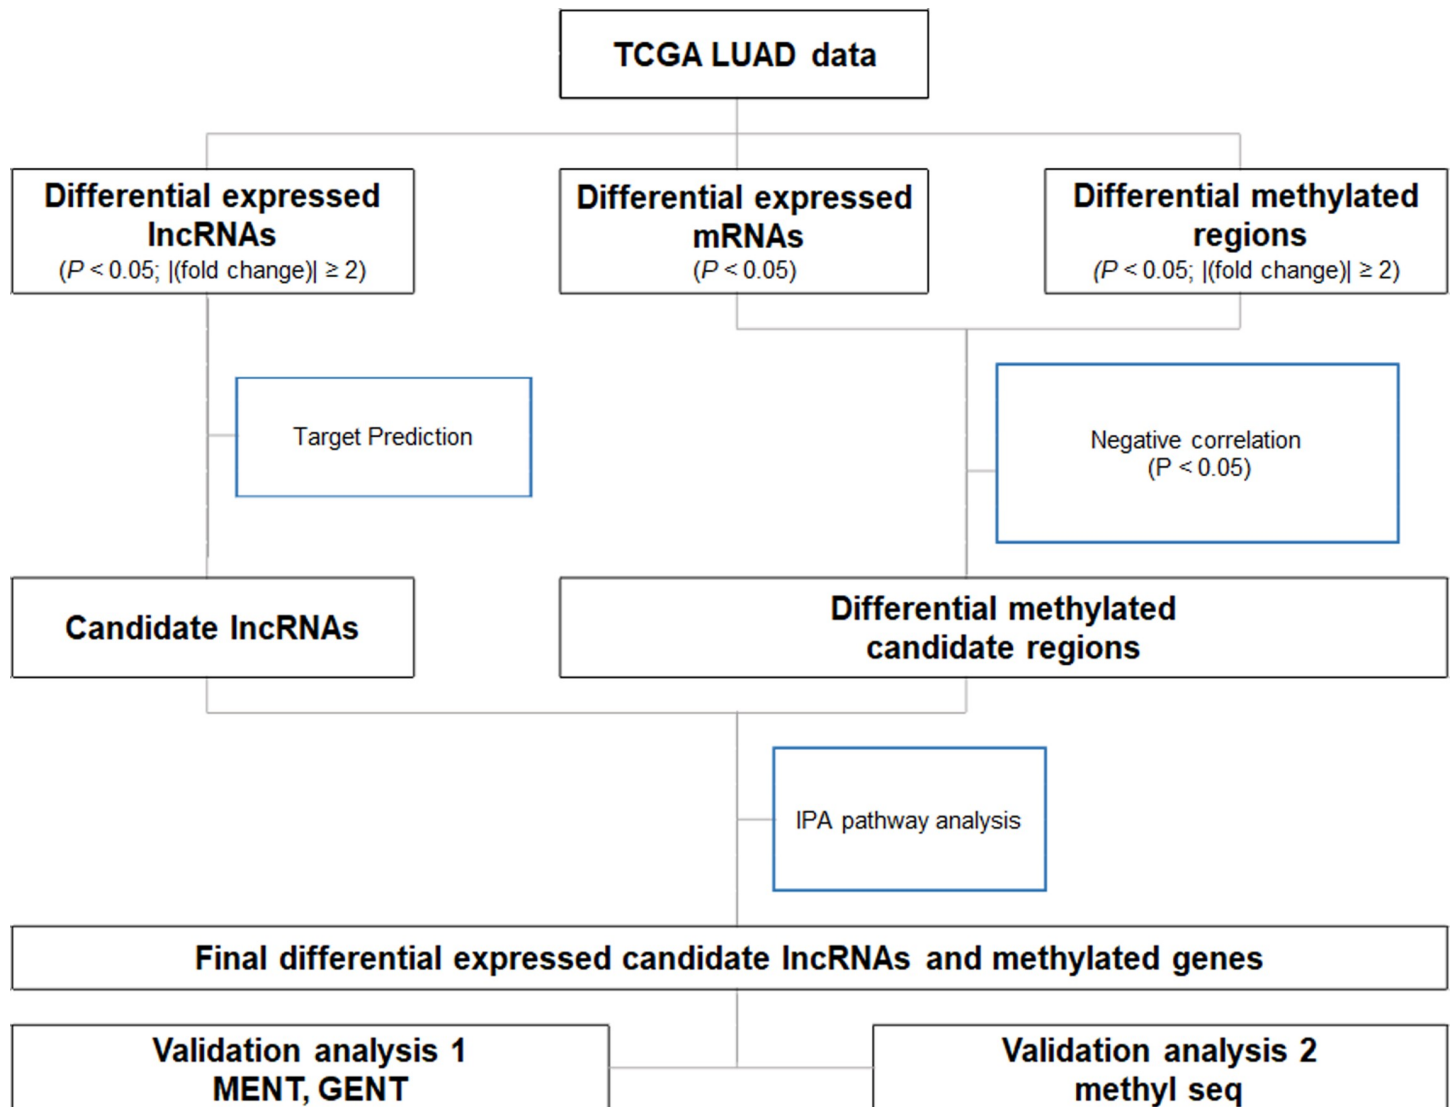 TCGA LUAD data
Differential expressed
lncRNAs
(P < 0.05; |(fold change)| ≥ 2)
Differential expressed
mRNAs
(P < 0.05)
Differential methylated
regions
(P < 0.05; |(fold change)| ≥ 2)
Target Prediction
Negative correlation
(P < 0.05)
Candidate lncRNAs
Differential methylated
candidate regions
IPA pathway analysis
Final differential expressed candidate lncRNAs and methylated genes
Validation analysis 1
MENT, GENT
Validation analysis 2
methyl seq